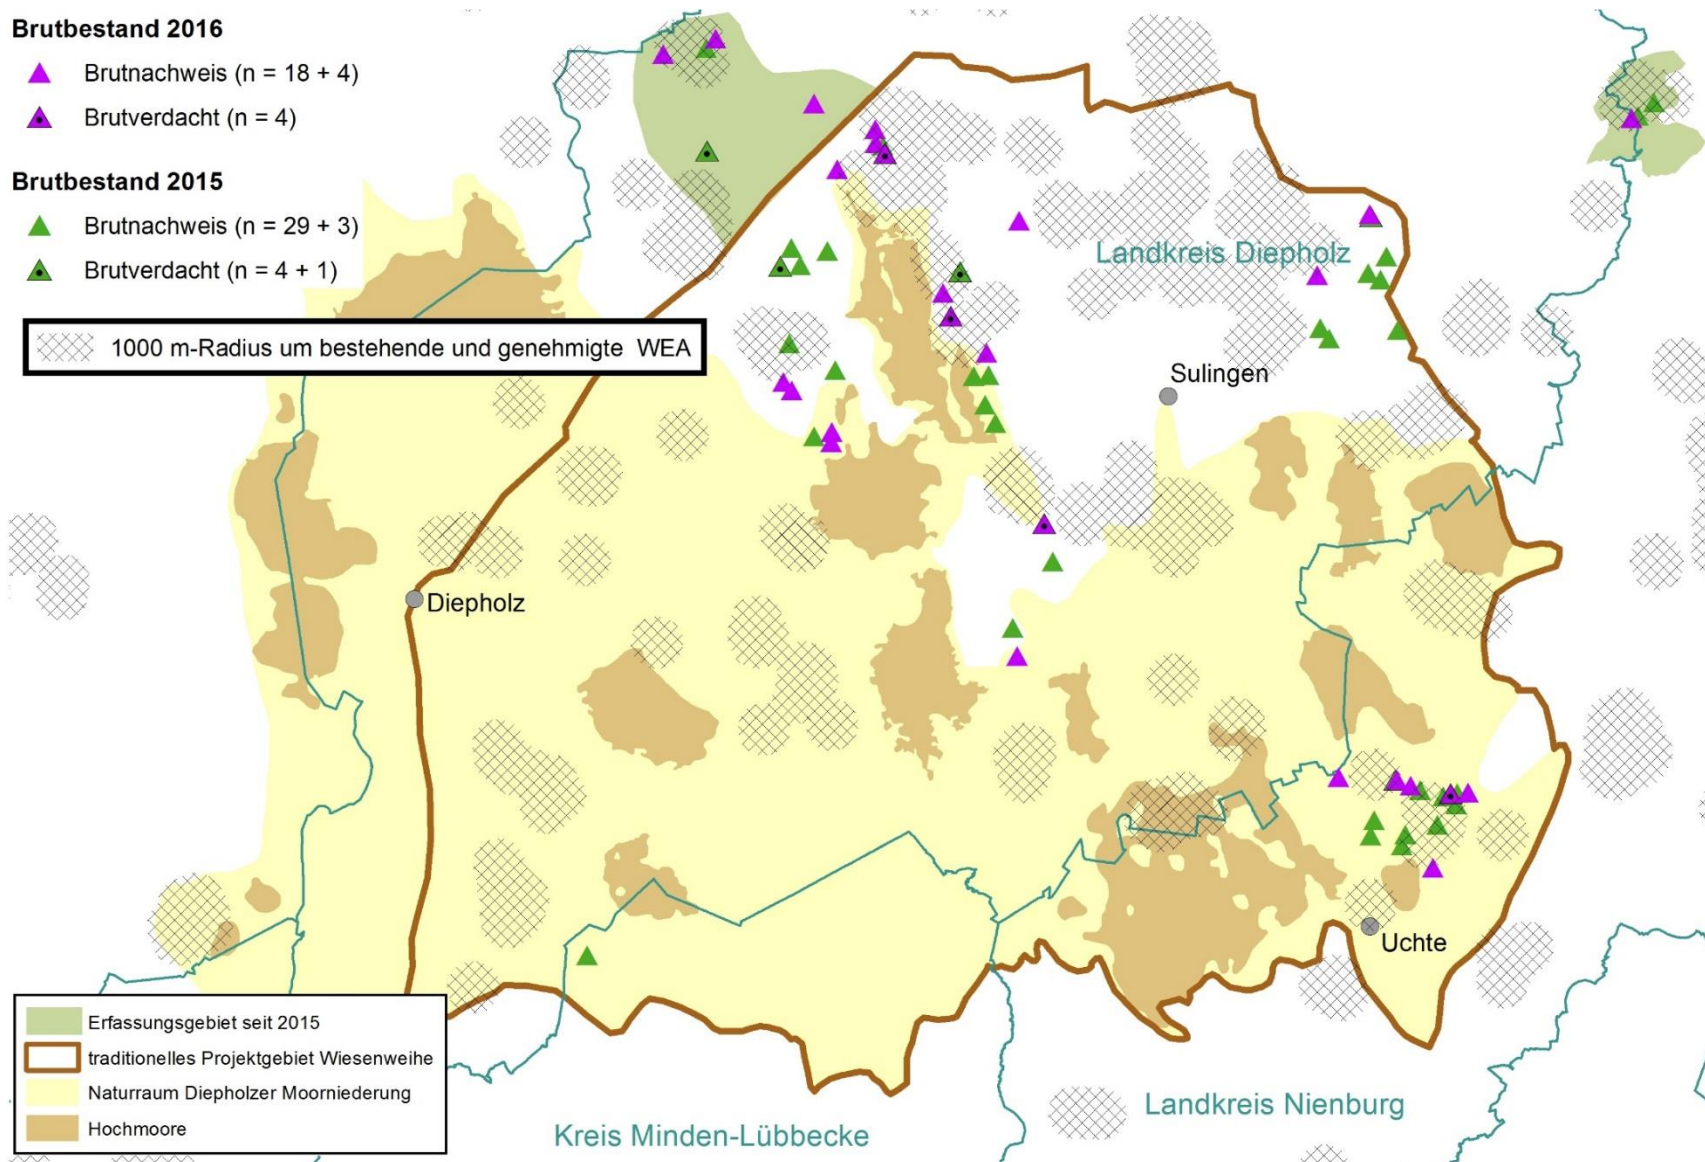 Brutbestand 2016
Brutnachweis (n = 18 + 4)
Brutverdacht (n = 4)
Brutbestand 2015
Brutnachweis (n = 29 + 3)
Brutverdacht (n = 4 + 1)
1000 m-Radius um bestehende und genehmigte WEA
Landkreis Diepholz
Sulingen
Diepholz
Uchte
Erfassungsgebiet seit 2015
traditionelles Projektgebiet Wiesenweihe
Naturraum Diepholzer Moorniederung
Hochmoore
Kreis Minden-Lübbecke
Landkreis Nienburg